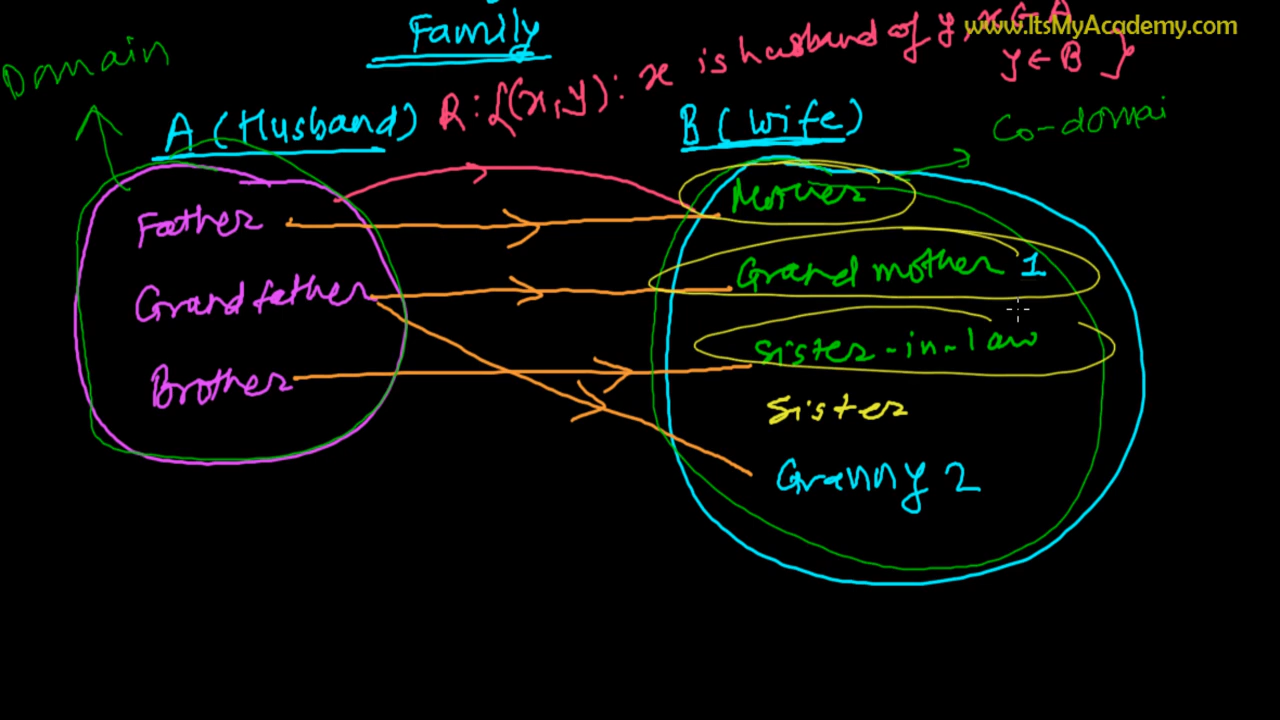 Family
www.ItsMyAcademy.com
Domain
R: {(x,y): x is husband of y, x ∈ A
y ∈ B }
A (Husband)
B (Wife)
Co-domai
Father
Mother
Grandfather
Grand mother 1
Brother
Sister-in-law
Sister
Granny 2